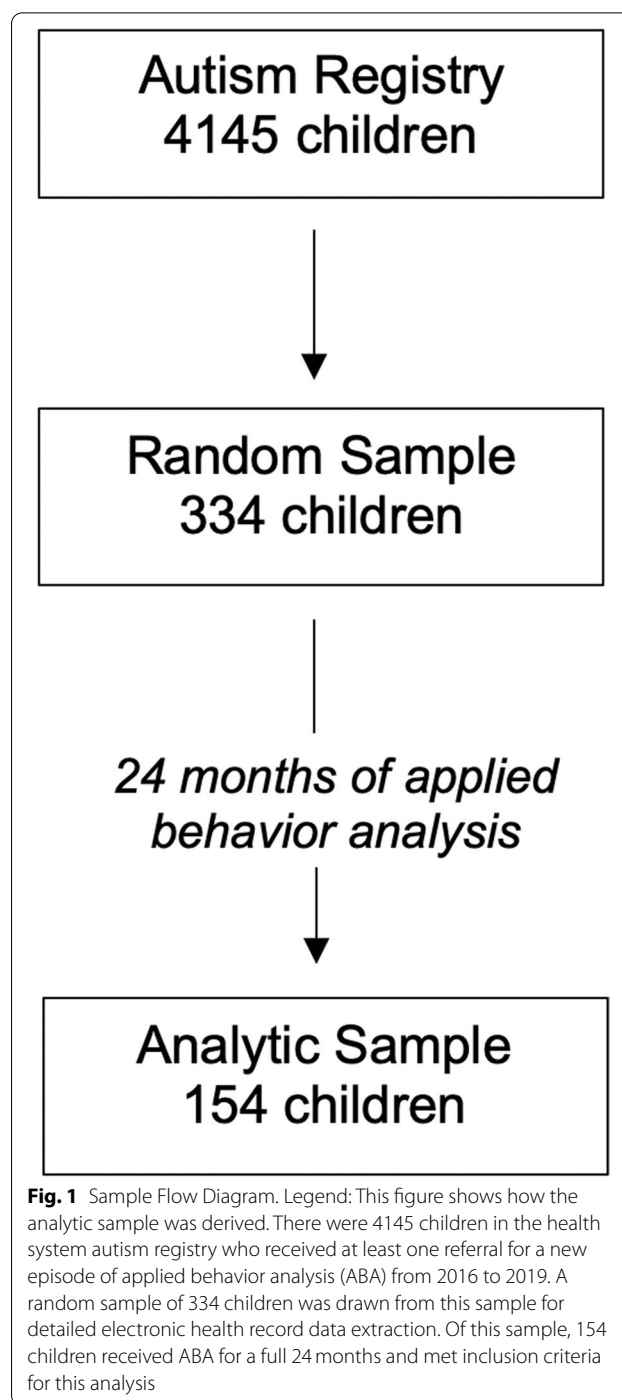 Autism Registry
4145 children
Random Sample
334 children
24 months of applied
behavior analysis
Analytic Sample
154 children
Fig. 1 Sample Flow Diagram. Legend: This figure shows how the
analytic sample was derived. There were 4145 children in the health
system autism registry who received at least one referral for a new
episode of applied behavior analysis (ABA) from 2016 to 2019. A
random sample of 334 children was drawn from this sample for
detailed electronic health record data extraction. Of this sample, 154
children received ABA for a full 24 months and met inclusion criteria
for this analysis